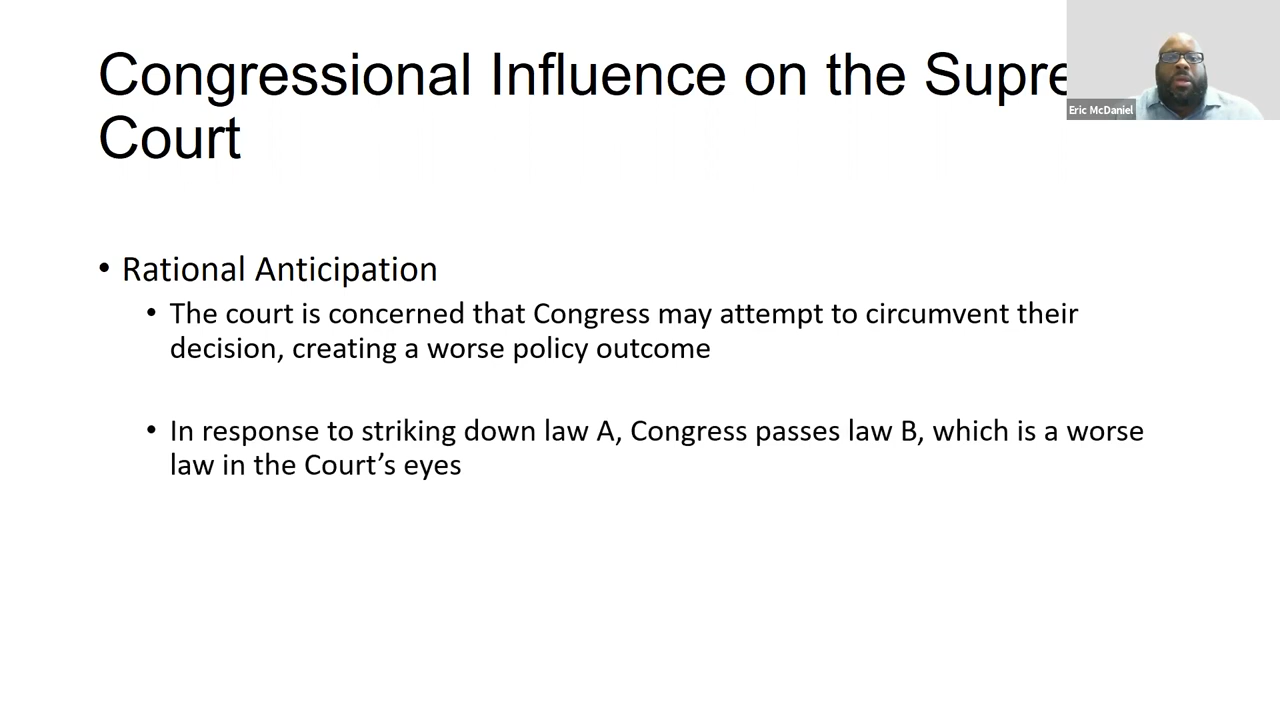 Congressional Influence on the Supre
Court
Eric McDaniel
• Rational Anticipation
• The court is concerned that Congress may attempt to circumvent their
decision, creating a worse policy outcome
• In response to striking down law A, Congress passes law B, which is a worse
law in the Court’s eyes